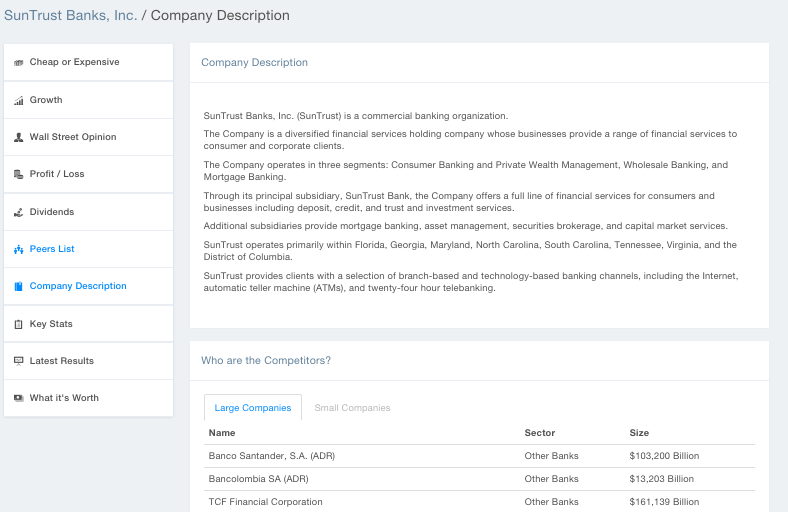 SunTrust Banks, Inc. / Company Description
Cheap or Expensive
Growth
Wall Street Opinion
Profit / Loss
Dividends
Peers List
Company Description
Key Stats
Latest Results
What it's Worth
Company Description
SunTrust Banks, Inc. (SunTrust) is a commercial banking organization.
The Company is a diversified financial services holding company whose businesses provide a range of financial services to
consumer and corporate clients.
The Company operates in three segments: Consumer Banking and Private Wealth Management, Wholesale Banking, and
Mortgage Banking.
Through its principal subsidiary, SunTrust Bank, the Company offers a full line of financial services for consumers and
businesses including deposit, credit, and trust and investment services.
Additional subsidiaries provide mortgage banking, asset management, securities brokerage, and capital market services.
SunTrust operates primarily within Florida, Georgia, Maryland, North Carolina, South Carolina, Tennessee, Virginia, and the
District of Columbia.
SunTrust provides clients with a selection of branch-based and technology-based banking channels, including the Internet,
automatic teller machine (ATMs), and twenty-four hour telebanking.
Who are the Competitors?
Large Companies Small Companies
Name Sector Size
Banco Santander, S.A. (ADR) Other Banks $103,200 Billion
Bancolombia SA (ADR) Other Banks $13,203 Billion
TCF Financial Corporation Other Banks $161,139 Billion